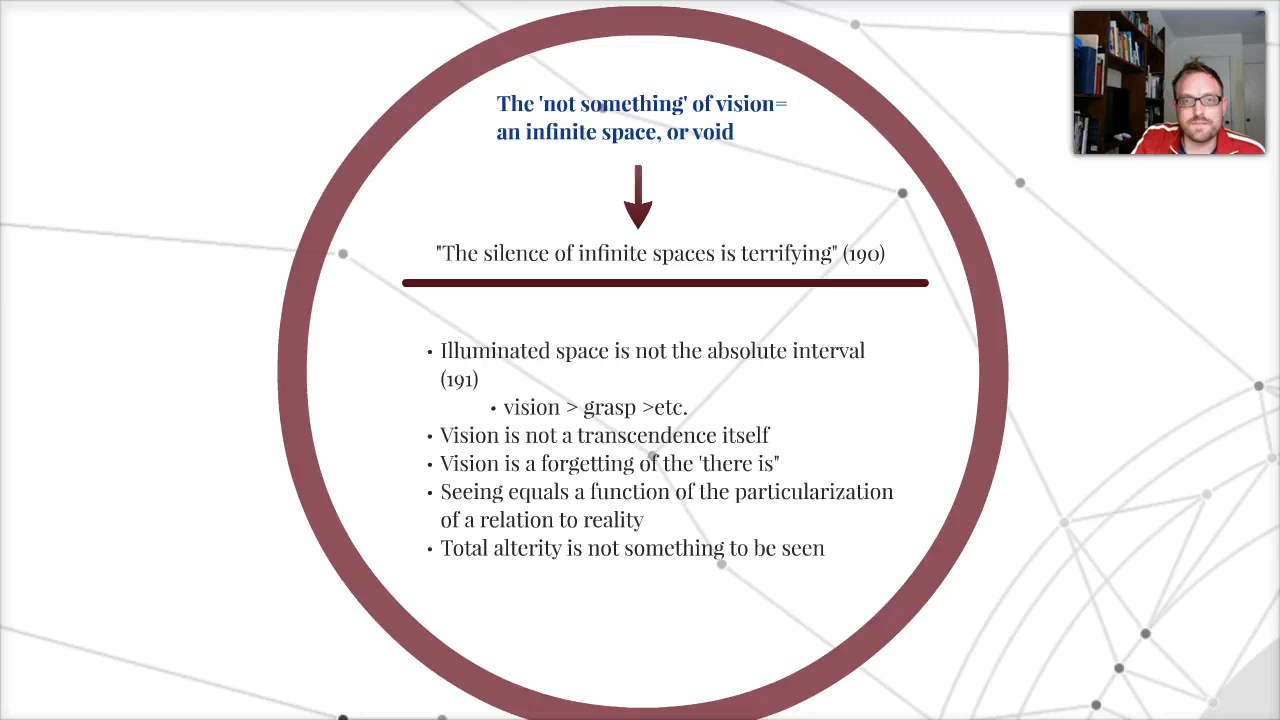 The 'not something' of vision=
an infinite space, or void
"The silence of infinite spaces is terrifying" (190)
• Illuminated space is not the absolute interval
(191)
• vision > grasp >etc.
• Vision is not a transcendence itself
• Vision is a forgetting of the 'there is"
• Seeing equals a function of the particularization
of a relation to reality
• Total alterity is not something to be seen